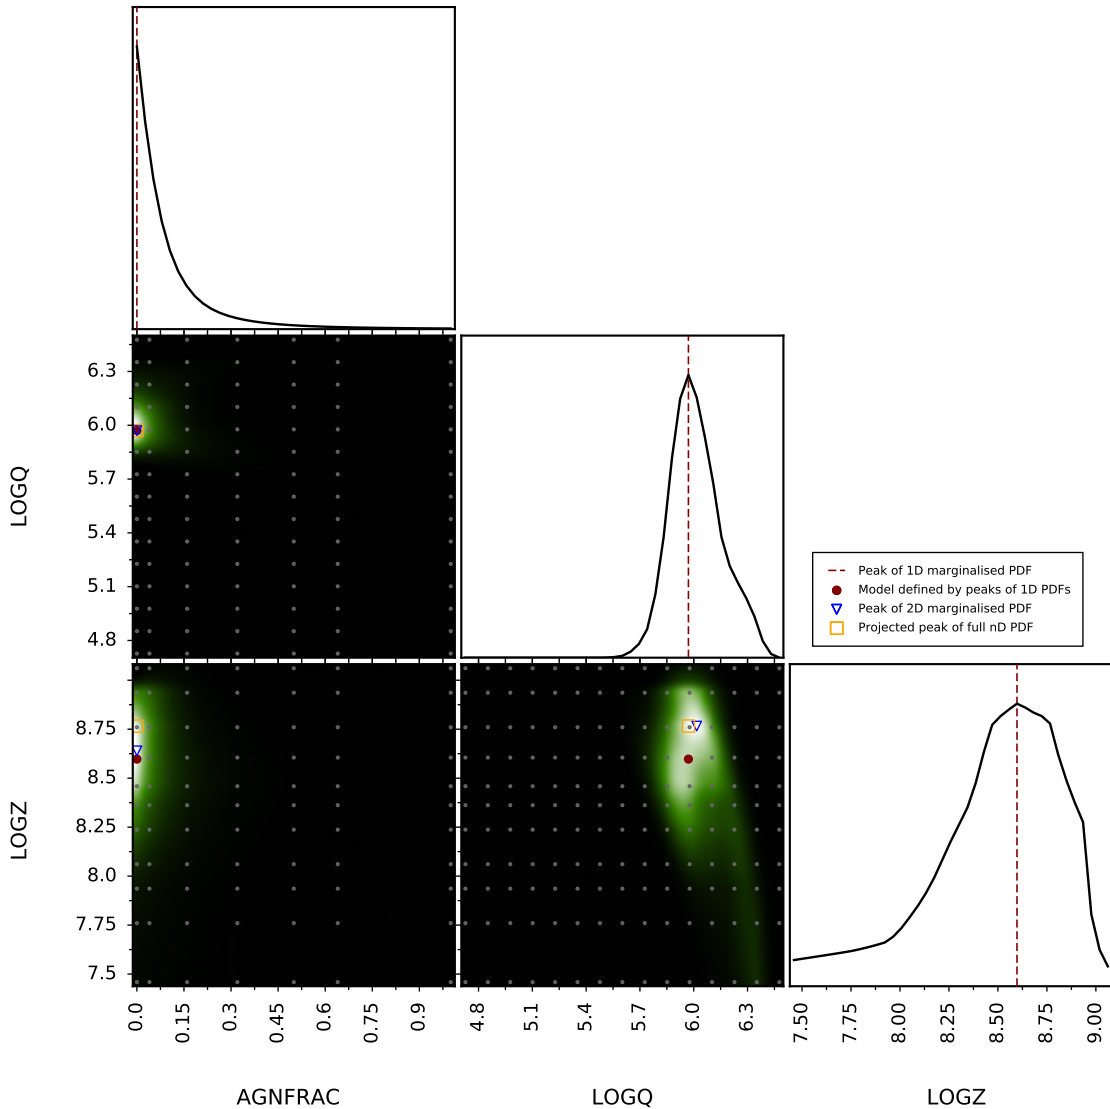 6.3
6.0
5.7
5.4
5.1
4.8
LOGQ
Peak of 1D marginalised PDF
Model defined by peaks of 1D PDFs
Peak of 2D marginalised PDF
Projected peak of full nD PDF
8.75
8.5
8.25
8.0
7.75
7.5
LOGZ
0.0 0.15 0.3 0.45 0.6 0.75 0.9
4.8 5.1 5.4 5.7 6.0 6.3
7.50 7.75 8.00 8.25 8.50 8.75 9.00
AGNFRAC LOGQ LOGZ